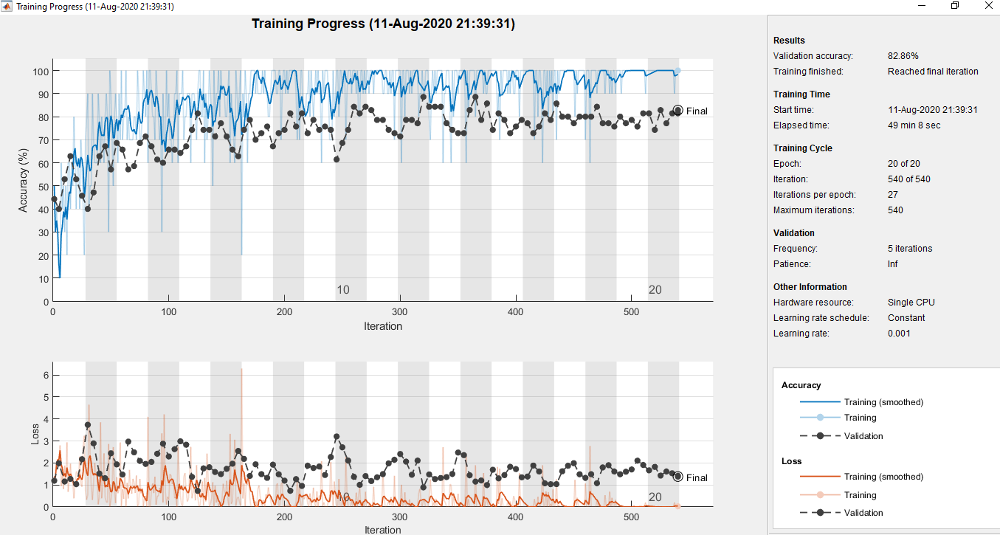 Training Progress (11-Aug-2020 21:39:31)
Training Progress (11-Aug-2020 21:39:31)
100
90
80
70
60
50
40
30
20
10
0
Accuracy (%)
Final
10
20
0 100 200 300 400 500
Iteration
6
5
4
3
2
1
0
Loss
Final
10
20
0 100 200 300 400 500
Iteration
Results
Validation accuracy: 82.86%
Training finished: Reached final iteration
Training Time
Start time: 11-Aug-2020 21:39:31
Elapsed time: 49 min 8 sec
Training Cycle
Epoch: 20 of 20
Iteration: 540 of 540
Iterations per epoch: 27
Maximum iterations: 540
Validation
Frequency: 5 iterations
Patience: Inf
Other Information
Hardware resource: Single CPU
Learning rate schedule: Constant
Learning rate: 0.001
Accuracy
Training (smoothed)
Training
Validation
Loss
Training (smoothed)
Training
Validation